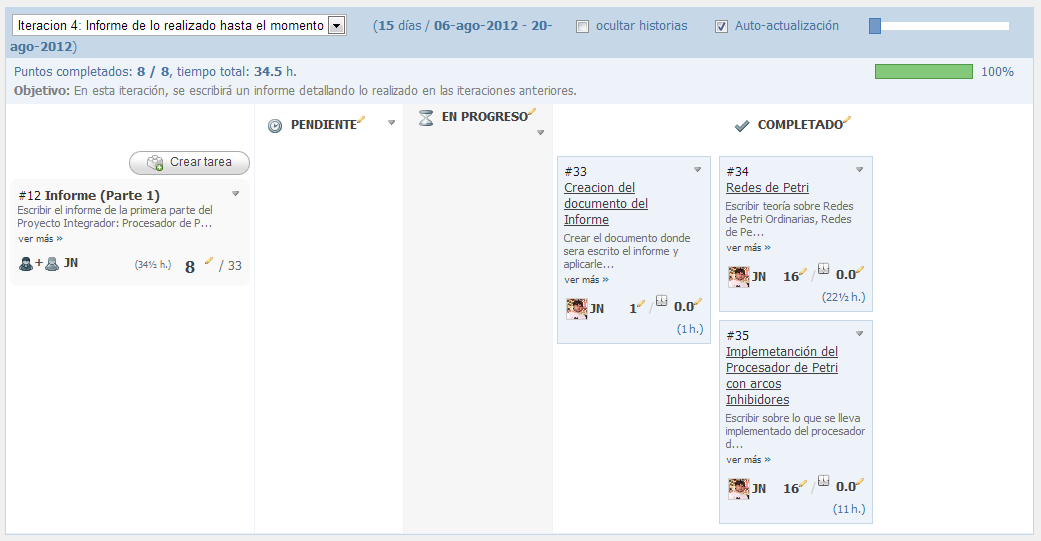 Iteracion 4: Informe de lo realizado hasta el momento
(15 días / 06-ago-2012 - 20-
ago-2012)
ocultar historias
Auto-actualización
Puntos completados: 8 / 8, tiempo total: 34.5 h.
100%
Objetivo: En esta iteración, se escribirá un informe detallando lo realizado en las iteraciones anteriores.
PENDIENTE
EN PROGRESO
COMPLETADO
Crear tarea
#12 Informe (Parte 1)
Escribir el informe de la primera parte del
Proyecto Integrador: Procesador de P...
ver más »
+ JN (34½ h.) 8 / 33
#33
Creacion del
documento del
Informe
Crear el documento donde
sera escrito el informe y
aplicarle...
ver más »
JN 1 / 0.0
(1 h.)
#34
Redes de Petri
Escribir teoría sobre Redes
de Petri Ordinarias, Redes
de Pe...
ver más »
JN 16 / 0.0
(22½ h.)
#35
Implemetanción del
Procesador de Petri
con arcos
Inhibidores
Escribir sobre lo que se lleva
implementado del procesador
d...
ver más »
JN 16 / 0.0
(11 h.)